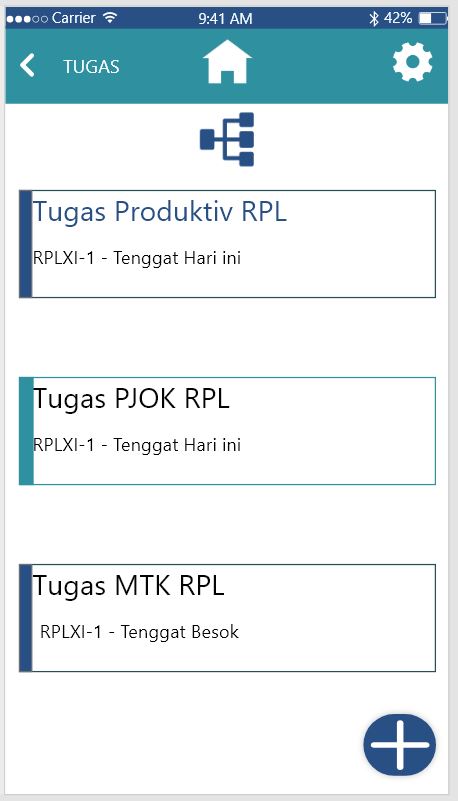 Carrier 9:41 AM 42%
TUGAS
Tugas Produktiv RPL
RPLXI-1 - Tenggat Hari ini
Tugas PJOK RPL
RPLXI-1 - Tenggat Hari ini
Tugas MTK RPL
RPLXI-1 - Tenggat Besok